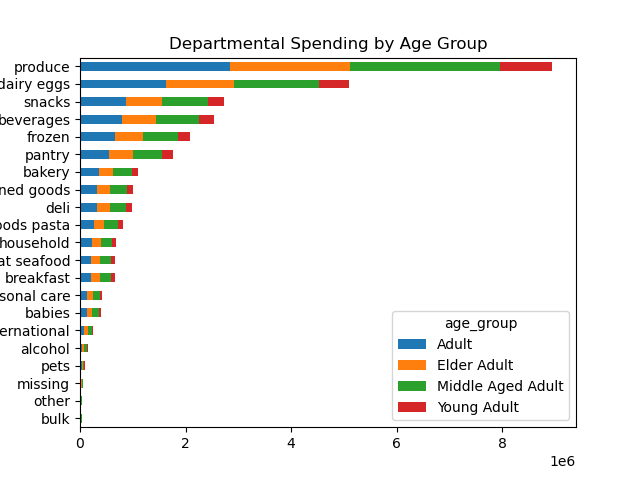 Departmental Spending by Age Group
produce
dairy eggs
snacks
beverages
frozen
pantry
bakery
ned goods
deli
ods pasta
household
at seafood
breakfast
sonal care
babies
ernational
alcohol
pets
missing
other
bulk
age_group
Adult
Elder Adult
Middle Aged Adult
Young Adult
0 2 4 6 8
1e6